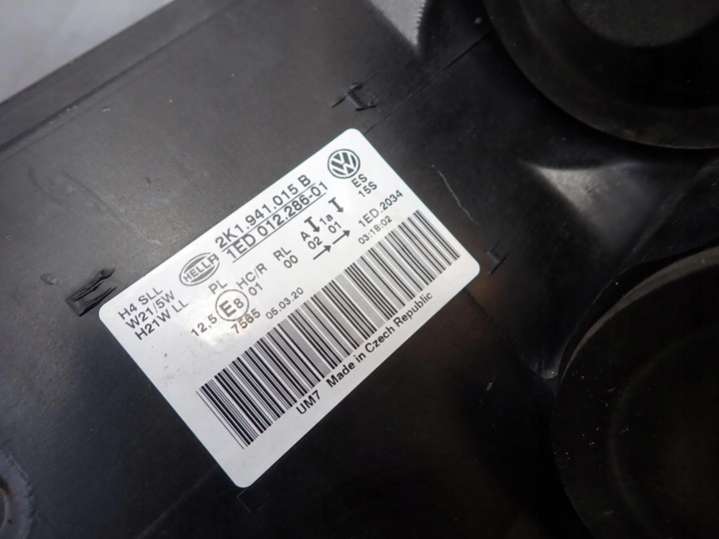 2K1.941.015 B
1ED 012.286-01
HELLA
H4 SLL
W21/5W
H21W LL
PL HC/R RL A 1a
12,5 E8 01 00 02 01
7565 05.03.20
ES
15S
1ED.2034
03:18:02
UM7 Made in Czech Republic